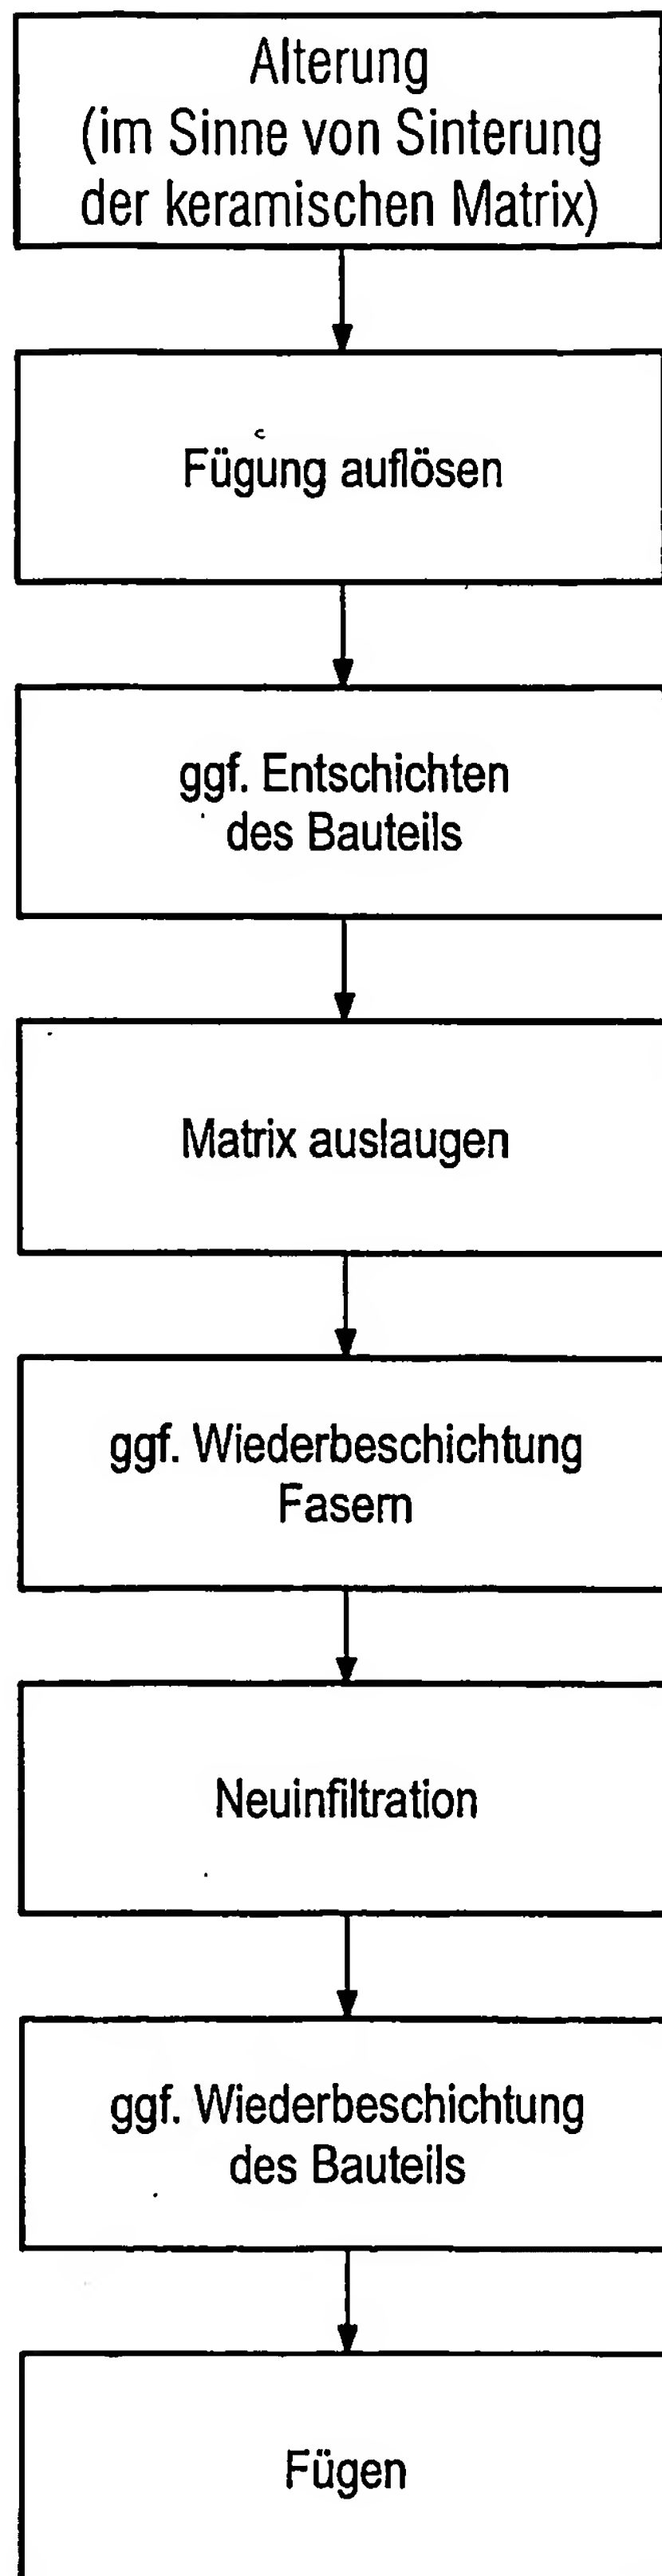 Alterung
(im Sinne von Sinterung
der keramischen Matrix)
Fügung auflösen
ggf. Entschichten
des Bauteils
Matrix auslaugen
ggf. Wiederbeschichtung
Fasern
Neuinfiltration
ggf. Wiederbeschichtung
des Bauteils
Fügen